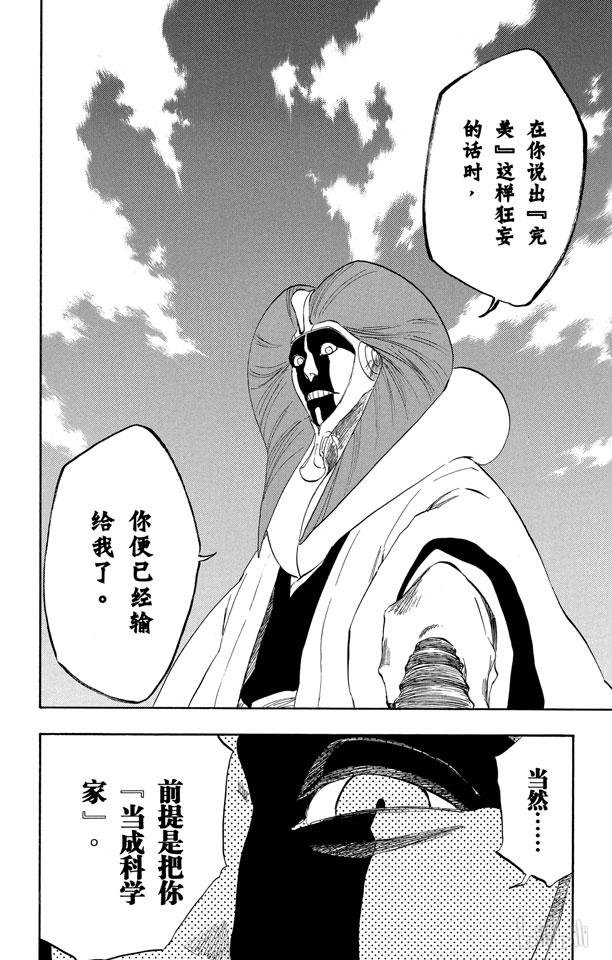 在你说出『完
美』这样狂妄
的话时，
你便已经输
给我了。
当然……
前提是把你
『当成科学
家』。